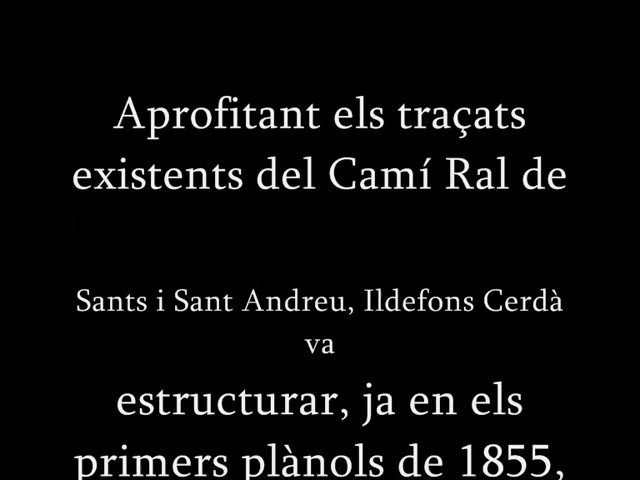 Aprofitant els traçats
existents del Camí Ral de
Sants i Sant Andreu, Ildefons Cerdà
va
estructurar, ja en els
primers plànols de 1855,